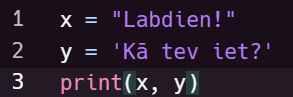 1 x = "Labdien!"
2 y = 'Kā tev iet?'
3 print(x, y)